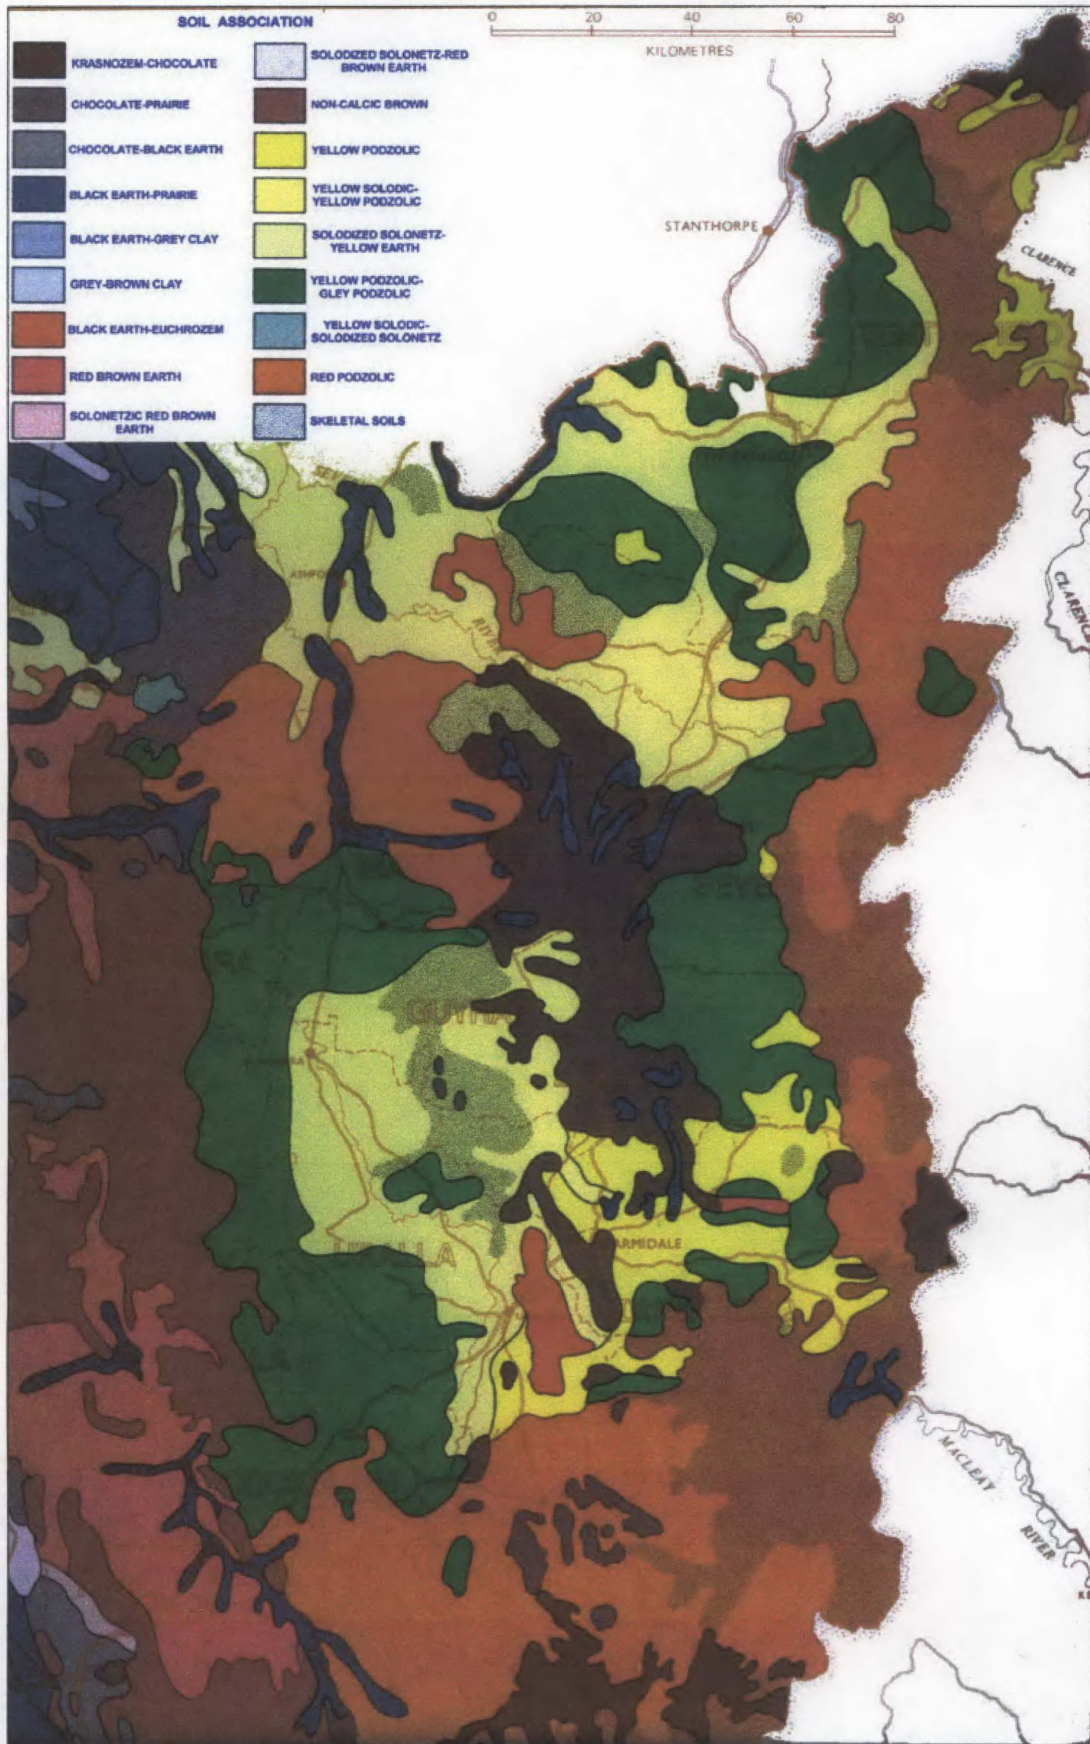 SOIL ASSOCIATION
KRASNOZEM-CHOCOLATE
CHOCOLATE-PRAIRIE
CHOCOLATE-BLACK EARTH
BLACK EARTH-PRAIRIE
BLACK EARTH-GREY CLAY
GREY-BROWN CLAY
BLACK EARTH-EUCHROZEM
RED BROWN EARTH
SOLONETZIC RED BROWN
EARTH
SOLODIZED SOLONETZ-RED
BROWN EARTH
NON-CALCIC BROWN
YELLOW PODZOLIC
YELLOW SOLODIC-
YELLOW PODZOLIC
SOLODIZED SOLONETZ-
YELLOW EARTH
YELLOW PODZOLIC-
GLEY PODZOLIC
YELLOW SOLODIC-
SOLODIZED SOLONETZ
RED PODZOLIC
SKELETAL SOILS
0 20 40 60 80
KILOMETRES
STANTHORPE
CLARENCE
CLARENCE
RIVER
GUYRA
ARMIDALE
MACLEAY
RIVER